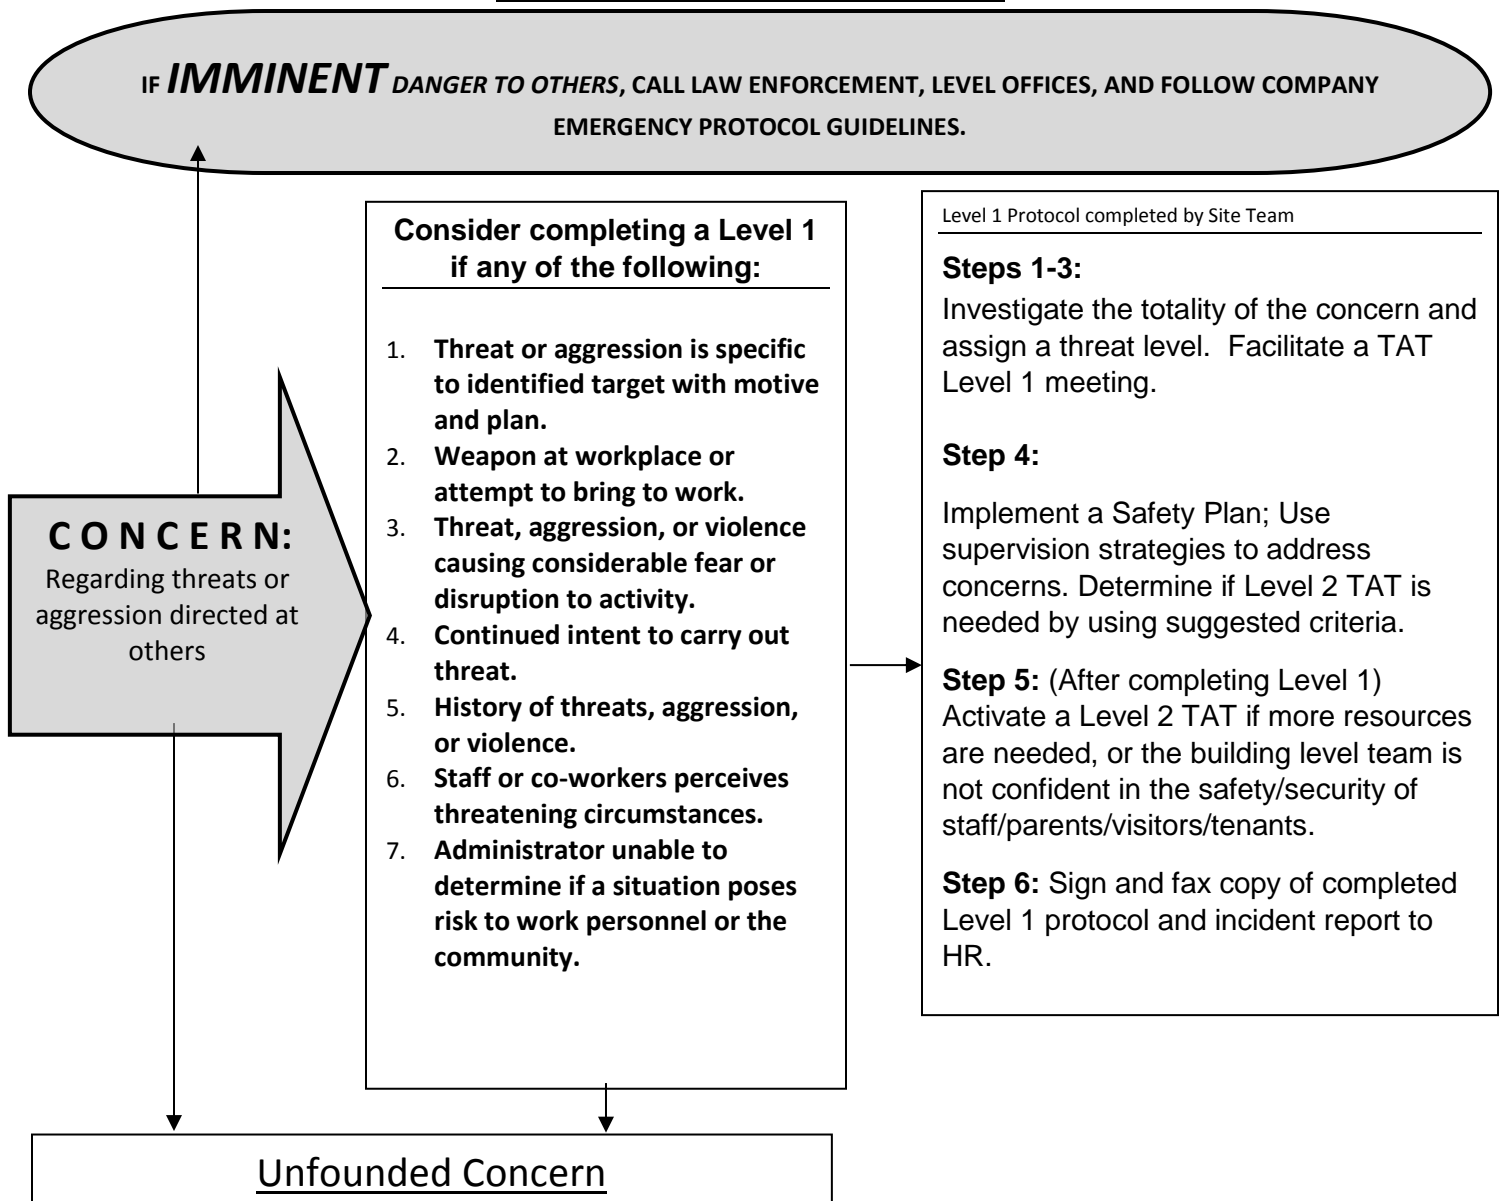 IF IMMINENT DANGER TO OTHERS, CALL LAW ENFORCEMENT, LEVEL OFFICES, AND FOLLOW COMPANY
EMERGENCY PROTOCOL GUIDELINES.
C O N C E R N:
Regarding threats or
aggression directed at
others
Consider completing a Level 1
if any of the following:
1. Threat or aggression is specific
to identified target with motive
and plan.
2. Weapon at workplace or
attempt to bring to work.
3. Threat, aggression, or violence
causing considerable fear or
disruption to activity.
4. Continued intent to carry out
threat.
5. History of threats, aggression,
or violence.
6. Staff or co-workers perceives
threatening circumstances.
7. Administrator unable to
determine if a situation poses
risk to work personnel or the
community.
Level 1 Protocol completed by Site Team
Steps 1-3:
Investigate the totality of the concern and
assign a threat level. Facilitate a TAT
Level 1 meeting.
Step 4:
Implement a Safety Plan; Use
supervision strategies to address
concerns. Determine if Level 2 TAT is
needed by using suggested criteria.
Step 5: (After completing Level 1)
Activate a Level 2 TAT if more resources
are needed, or the building level team is
not confident in the safety/security of
staff/parents/visitors/tenants.
Step 6: Sign and fax copy of completed
Level 1 protocol and incident report to
HR.
Unfounded Concern